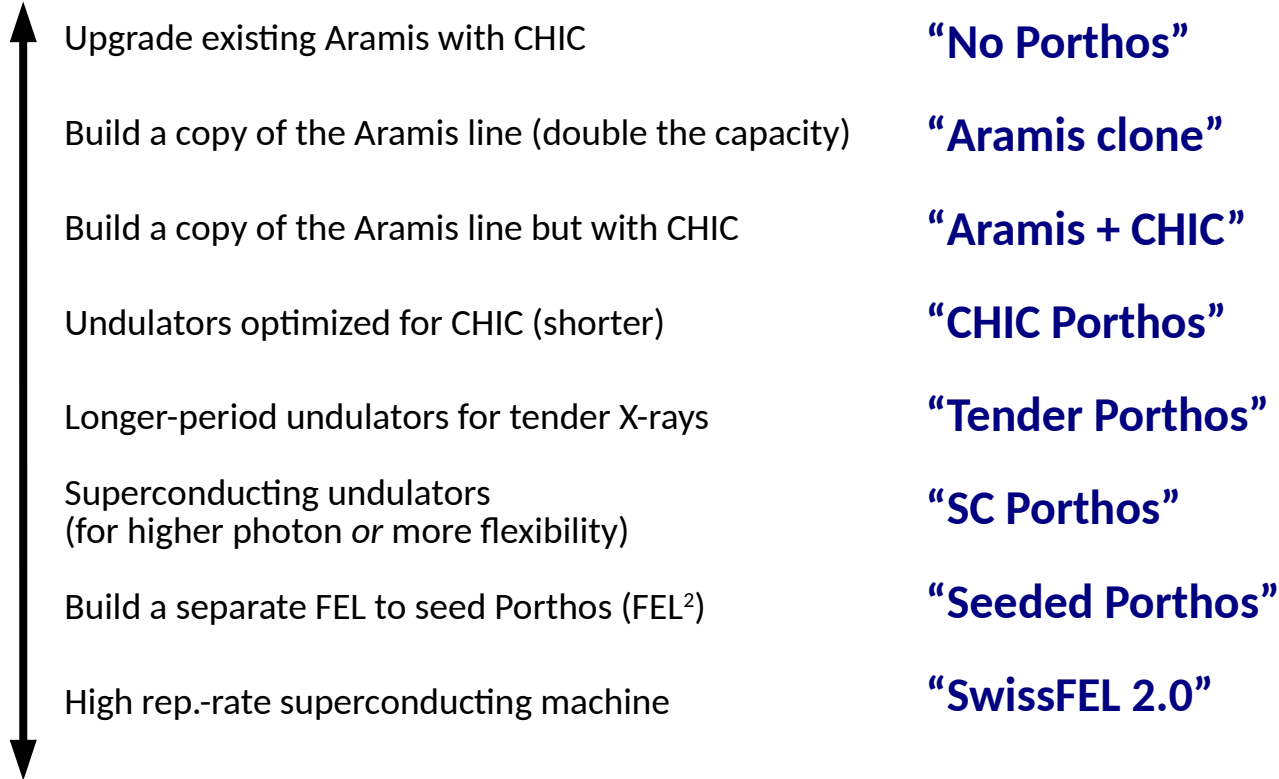 Upgrade existing Aramis with CHIC “No Porthos”
Build a copy of the Aramis line (double the capacity) “Aramis clone”
Build a copy of the Aramis line but with CHIC “Aramis + CHIC”
Undulators optimized for CHIC (shorter) “CHIC Porthos”
Longer-period undulators for tender X-rays “Tender Porthos”
Superconducting undulators
(for higher photon or more flexibility) “SC Porthos”
Build a separate FEL to seed Porthos (FEL²) “Seeded Porthos”
High rep.-rate superconducting machine “SwissFEL 2.0”